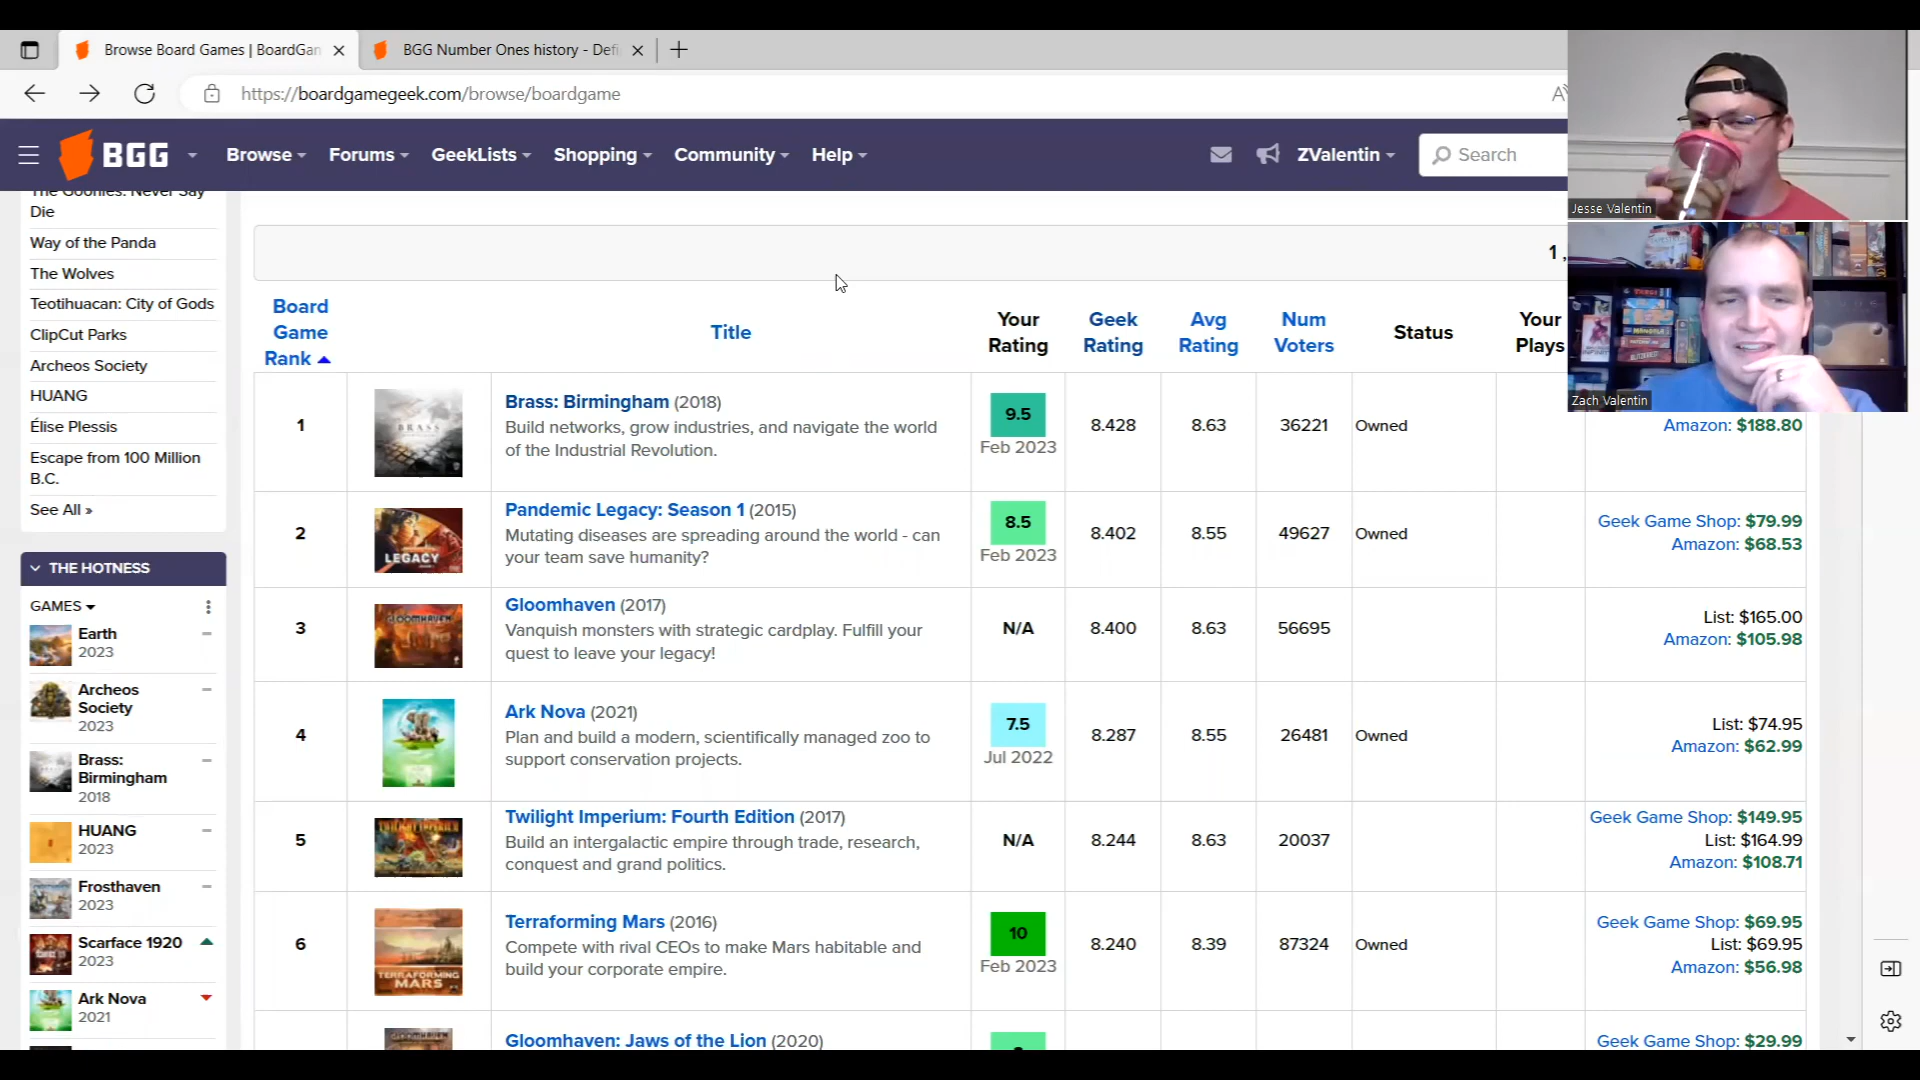 Browse Board Games | BoardGan
BGG Number Ones history - Defi
https://boardgamegeek.com/browse/boardgame
BGG
Browse
Forums
GeekLists
Shopping
Community
Help
ZValentin
Search
Jesse Valentin
Zach Valentin
The Goonies: Never Say
Die
Way of the Panda
The Wolves
Teotihuacan: City of Gods
ClipCut Parks
Archeos Society
HUANG
Élise Plessis
Escape from 100 Million
B.C.
See All »
THE HOTNESS
GAMES
Earth
2023
Archeos
Society
2023
Brass:
Birmingham
2018
HUANG
2023
Frosthaven
2023
Scarface 1920
2023
Ark Nova
2021
1 ,
Board
Game
Rank
Title
Your
Rating
Geek
Rating
Avg
Rating
Num
Voters
Status
Your
Plays
1
BRASS
Brass: Birmingham (2018)
Build networks, grow industries, and navigate the world
of the Industrial Revolution.
9.5
Feb 2023
8.428
8.63
36221
Owned
Amazon: $188.80
2
LEGACY
Pandemic Legacy: Season 1 (2015)
Mutating diseases are spreading around the world - can
your team save humanity?
8.5
Feb 2023
8.402
8.55
49627
Owned
Geek Game Shop: $79.99
Amazon: $68.53
3
GLOOMHAVEN
Gloomhaven (2017)
Vanquish monsters with strategic cardplay. Fulfill your
quest to leave your legacy!
N/A
8.400
8.63
56695
List: $165.00
Amazon: $105.98
4
Ark Nova (2021)
Plan and build a modern, scientifically managed zoo to
support conservation projects.
7.5
Jul 2022
8.287
8.55
26481
Owned
List: $74.95
Amazon: $62.99
5
TWILIGHT IMPERIUM
Twilight Imperium: Fourth Edition (2017)
Build an intergalactic empire through trade, research,
conquest and grand politics.
N/A
8.244
8.63
20037
Geek Game Shop: $149.95
List: $164.99
Amazon: $108.71
6
TERRAFORMING
MARS
Terraforming Mars (2016)
Compete with rival CEOs to make Mars habitable and
build your corporate empire.
10
Feb 2023
8.240
8.39
87324
Owned
Geek Game Shop: $69.95
List: $69.95
Amazon: $56.98
GLOOMHAVEN
Gloomhaven: Jaws of the Lion (2020)
Geek Game Shop: $29.99